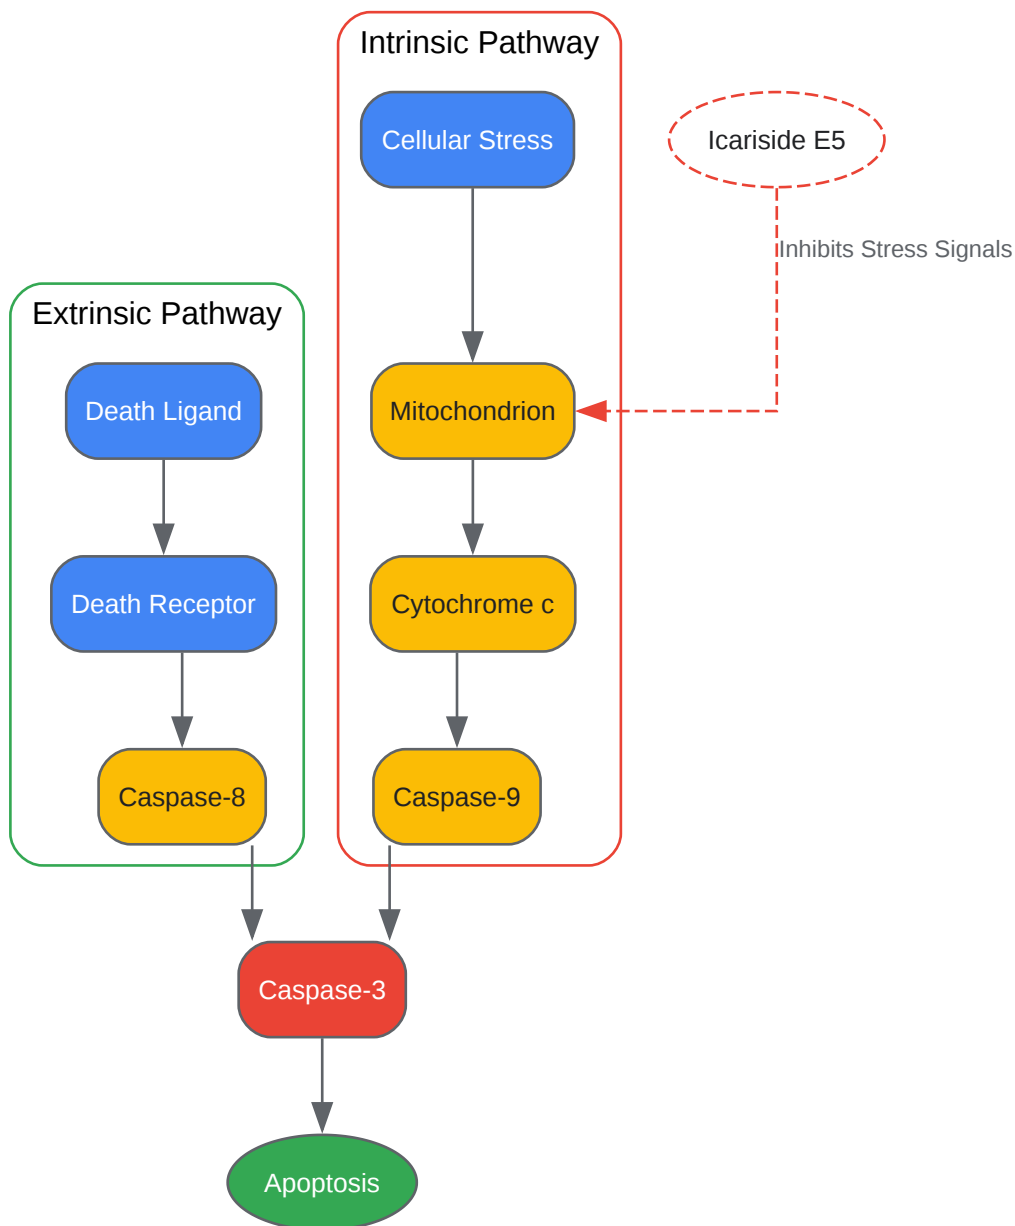 Intrinsic Pathway
Cellular Stress
Icariside E5
Inhibits Stress Signals
Extrinsic Pathway
Death Ligand
Mitochondrion
Death Receptor
Cytochrome c
Caspase-8
Caspase-9
Caspase-3
Apoptosis